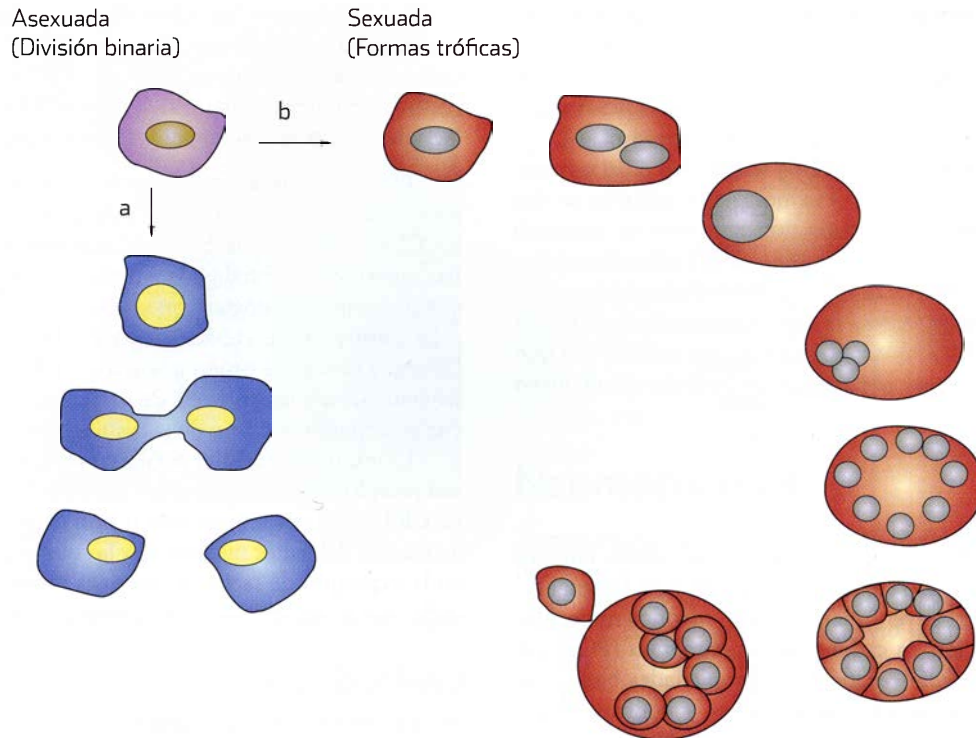 Asexuada
(División binaria)
Sexuada
(Formas tróficas)
b
a